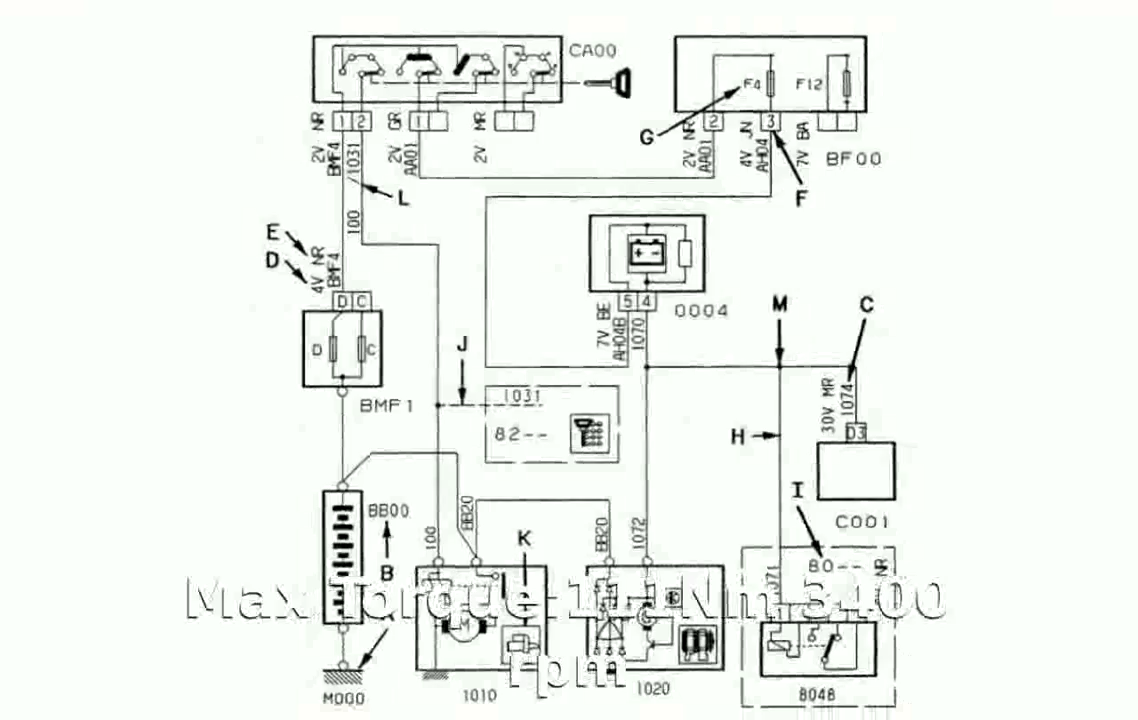 CA00
F4
F12
NR
1
2
GR
1
MR
NR
2
JN
3
BA
G
2V
BMF4
1031
2V
AA01
2V
2V
AA01
4V
AH04
7V
BF00
L
F
100
E
D
NR
4V
BMF4
D
C
+ -
5
4
0004
7V BE
AH04B
1070
M
C
D
C
J
1031
82--
BMF1
30V MR
1074
H
D3
C001
I
BB00
BB20
100
K
BB20
1072
B
80--
NR
Max Torque
Nm 3400
rpm
M
M000
1010
1020
8048